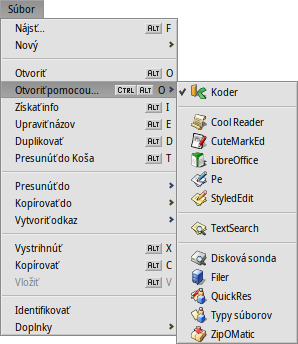 Súbor
Nájsť... ALT F
Nový
Otvoriť ALT O
Otvoriť pomocou... CTRL ALT O
Získať info ALT I
Upraviť názov ALT E
Duplikovať ALT D
Presunúť do Koša ALT T
Presunúť do
Kopírovať do
Vytvoriť odkaz
Vystrihnúť ALT X
Kopírovať ALT C
Vložiť ALT V
Identifikovať
Doplnky
Koder
Cool Reader
CuteMarkEd
LibreOffice
Pe
StyledEdit
TextSearch
Disková sonda
Filer
QuickRes
Typy súborov
ZipOMatic